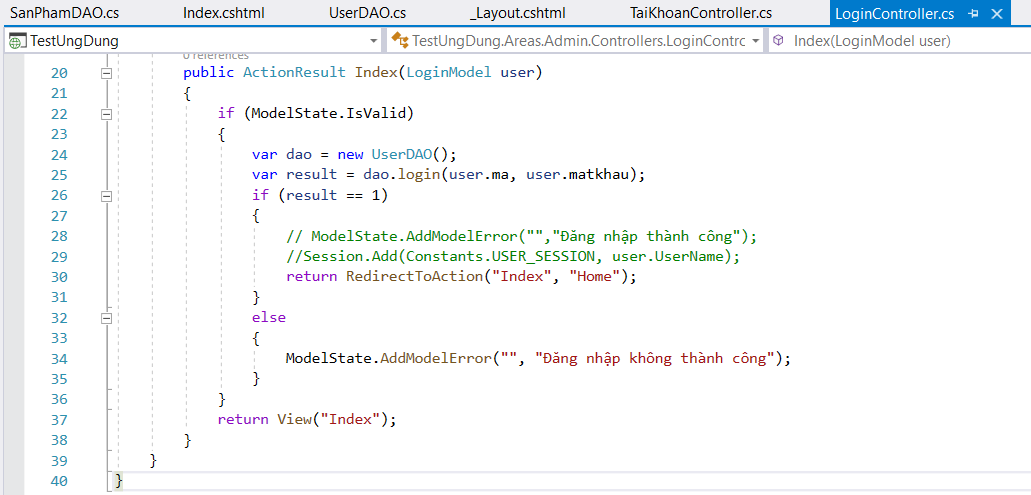 SanPhamDAO.cs Index.cshtml UserDAO.cs _Layout.cshtml TaiKhoanController.cs LoginController.cs
TestUngDung TestUngDung.Areas.Admin.Controllers.LoginContrc Index(LoginModel user)
0 references
20 public ActionResult Index(LoginModel user)
21 {
22 if (ModelState.IsValid)
23 {
24 var dao = new UserDAO();
25 var result = dao.login(user.ma, user.matkhau);
26 if (result == 1)
27 {
28 // ModelState.AddModelError("","Đăng nhập thành công");
29 //Session.Add(Constants.USER_SESSION, user.UserName);
30 return RedirectToAction("Index", "Home");
31 }
32 else
33 {
34 ModelState.AddModelError("", "Đăng nhập không thành công");
35 }
36 }
37 return View("Index");
38 }
39 }
40 }